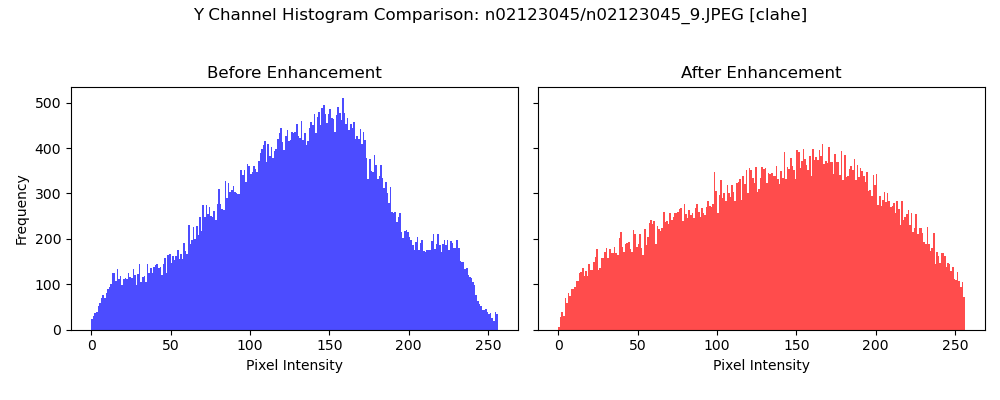 Y Channel Histogram Comparison: n02123045/n02123045_9.JPEG [clahe]
Before Enhancement
After Enhancement
Frequency
500
400
300
200
100
0
0 50 100 150 200 250
0 50 100 150 200 250
Pixel Intensity
Pixel Intensity